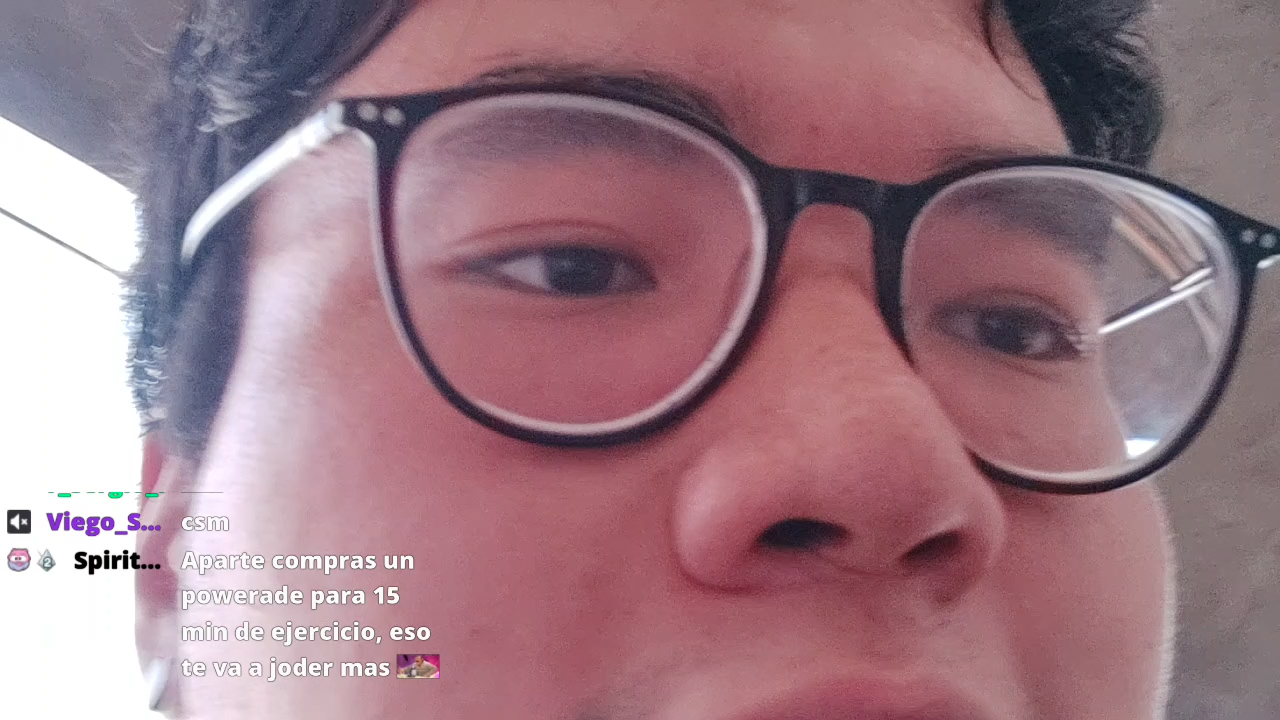 Viego_S... csm
Spirit... Aparte compras un
powerade para 15
min de ejercicio, eso
te va a joder mas